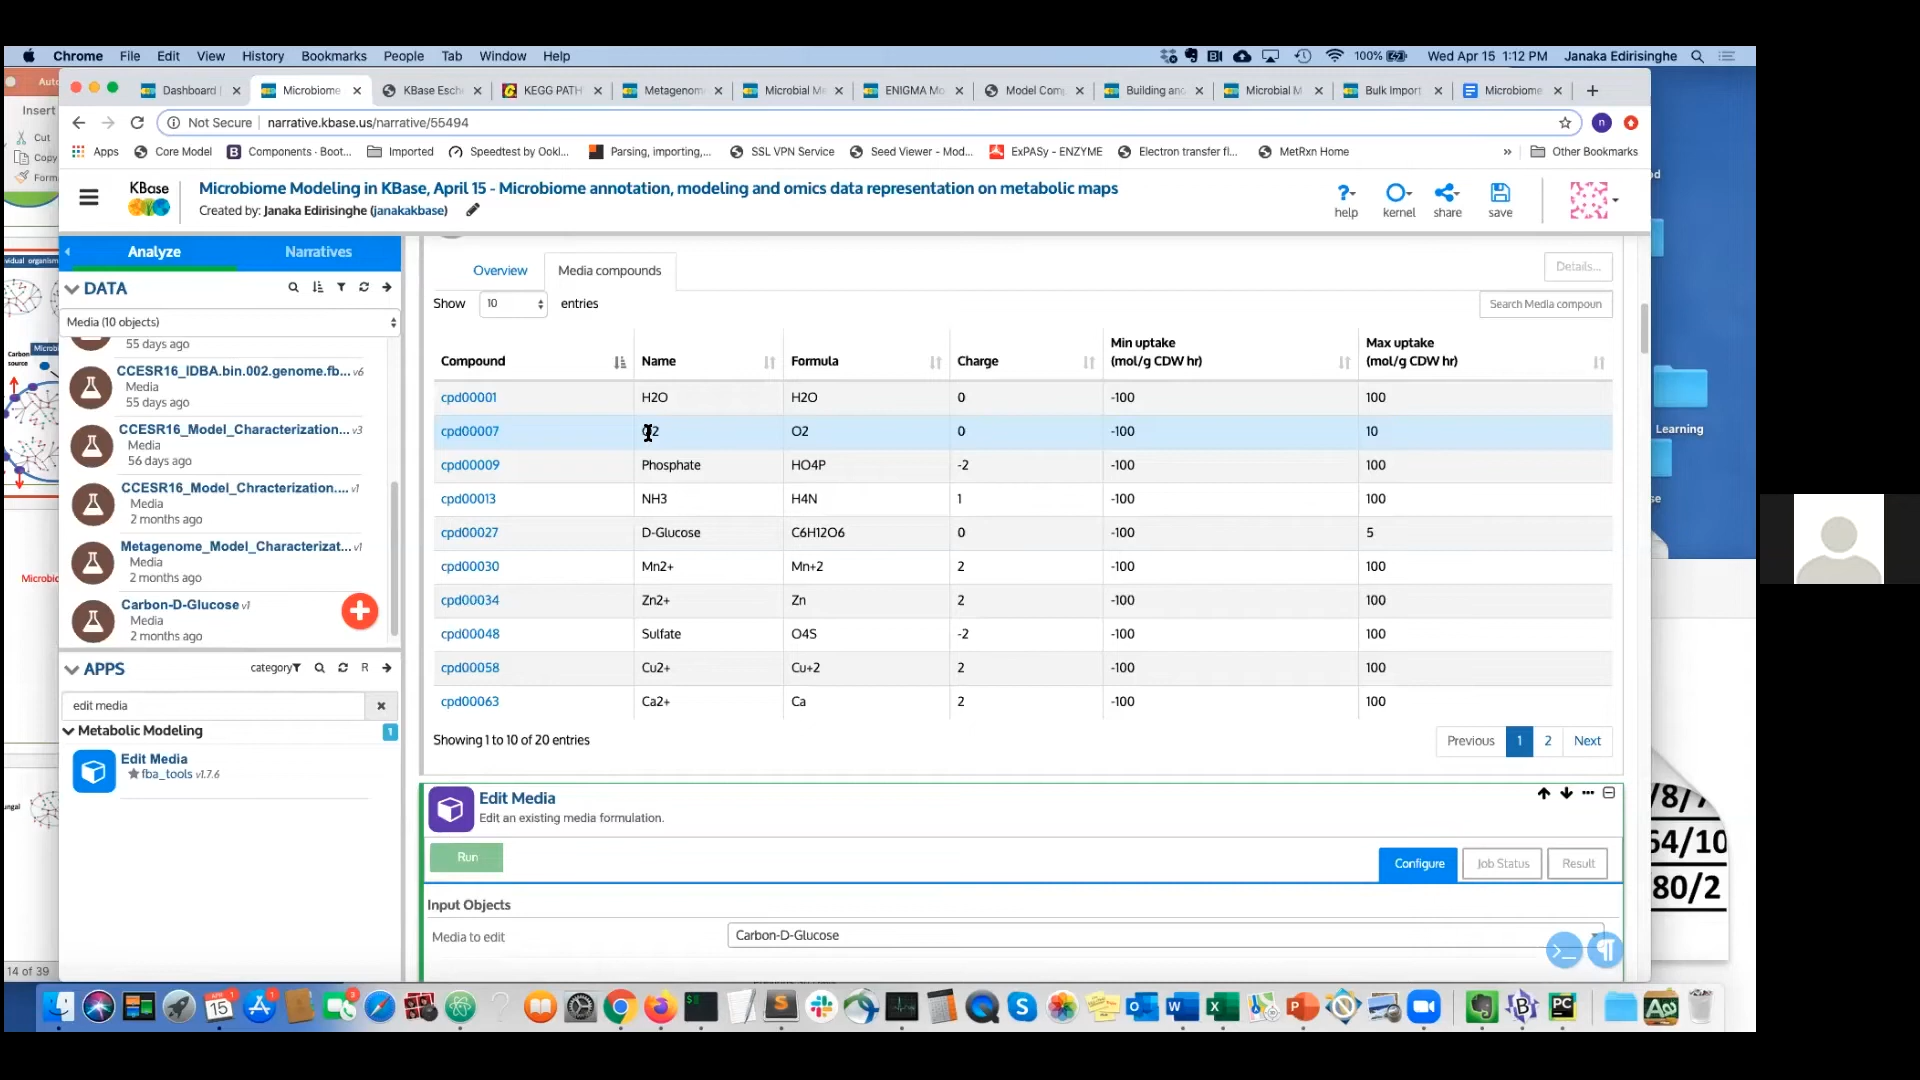 Chrome File Edit View History Bookmarks People Tab Window Help 100% Wed Apr 15 1:12 PM Janaka Edirisinghe
Dashboard Microbiome KBase Esch KEGG PATH Metagenom Microbial Me ENIGMA Mo Model Com Building and Microbial M Bulk Import Microbiome
Not Secure narrative.kbase.us/narrative/55494
Apps Core Model Components - Boot... Imported Speedtest by Ookl... Parsing, importing,... SSL VPN Service Seed Viewer - Mod... ExPASy - ENZYME Electron transfer fl... MetRxn Home » Other Bookmarks
Insert
Cut
Copy
Form
KBase
Microbiome Modeling in KBase, April 15 - Microbiome annotation, modeling and omics data representation on metabolic maps
Created by: Janaka Edirisinghe (janakakbase)
help kernel share save
Analyze Narratives
DATA
Media (10 objects)
55 days ago
CCESR16_IDBA.bin.002.genome.fb... v6
Media
55 days ago
CCESR16_Model_Characterization... v3
Media
56 days ago
CCESR16_Model_Chracterization.... v1
Media
2 months ago
Metagenome_Model_Characterizat... v1
Media
2 months ago
Carbon-D-Glucose v1
Media
2 months ago
APPS category R
edit media
Metabolic Modeling 1
Edit Media
fba_tools v1.7.6
Overview Media compounds Details...
Show 10 entries Search Media compoun
Compound Name Formula Charge Min uptake (mol/g CDW hr) Max uptake (mol/g CDW hr)
cpd00001 H2O H2O 0 -100 100
cpd00007 O2 O2 0 -100 10
cpd00009 Phosphate HO4P -2 -100 100
cpd00013 NH3 H4N 1 -100 100
cpd00027 D-Glucose C6H12O6 0 -100 5
cpd00030 Mn2+ Mn+2 2 -100 100
cpd00034 Zn2+ Zn 2 -100 100
cpd00048 Sulfate O4S -2 -100 100
cpd00058 Cu2+ Cu+2 2 -100 100
cpd00063 Ca2+ Ca 2 -100 100
Showing 1 to 10 of 20 entries Previous 1 2 Next
Edit Media
Edit an existing media formulation.
Run Configure Job Status Result
Input Objects
Media to edit Carbon-D-Glucose
Learning
Carbon
source
14 of 39
64/10
80/2